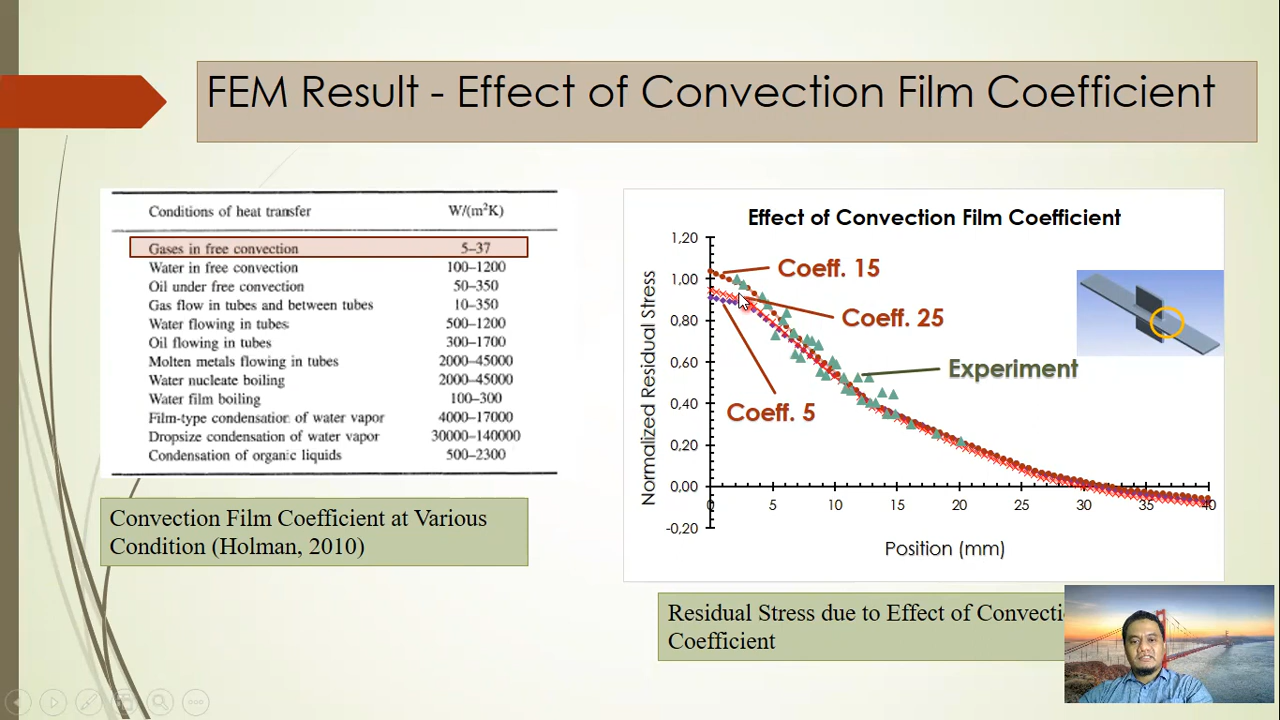 FEM Result - Effect of Convection Film Coefficient
Conditions of heat transfer W/(m²K)
Gases in free convection 5–37
Water in free convection 100–1200
Oil under free convection 50–350
Gas flow in tubes and between tubes 10–350
Water flowing in tubes 500–1200
Oil flowing in tubes 300–1700
Molten metals flowing in tubes 2000–45000
Water nucleate boiling 2000–45000
Water film boiling 100–300
Film-type condensation of water vapor 4000–17000
Dropsize condensation of water vapor 30000–140000
Condensation of organic liquids 500–2300
Convection Film Coefficient at Various
Condition (Holman, 2010)
Effect of Convection Film Coefficient
Normalized Residual Stress
1,20
1,00
0,80
0,60
0,40
0,20
0,00
-0,20
Coeff. 15
Coeff. 25
Experiment
Coeff. 5
0 5 10 15 20 25 30 35 40
Position (mm)
Residual Stress due to Effect of
Coefficient